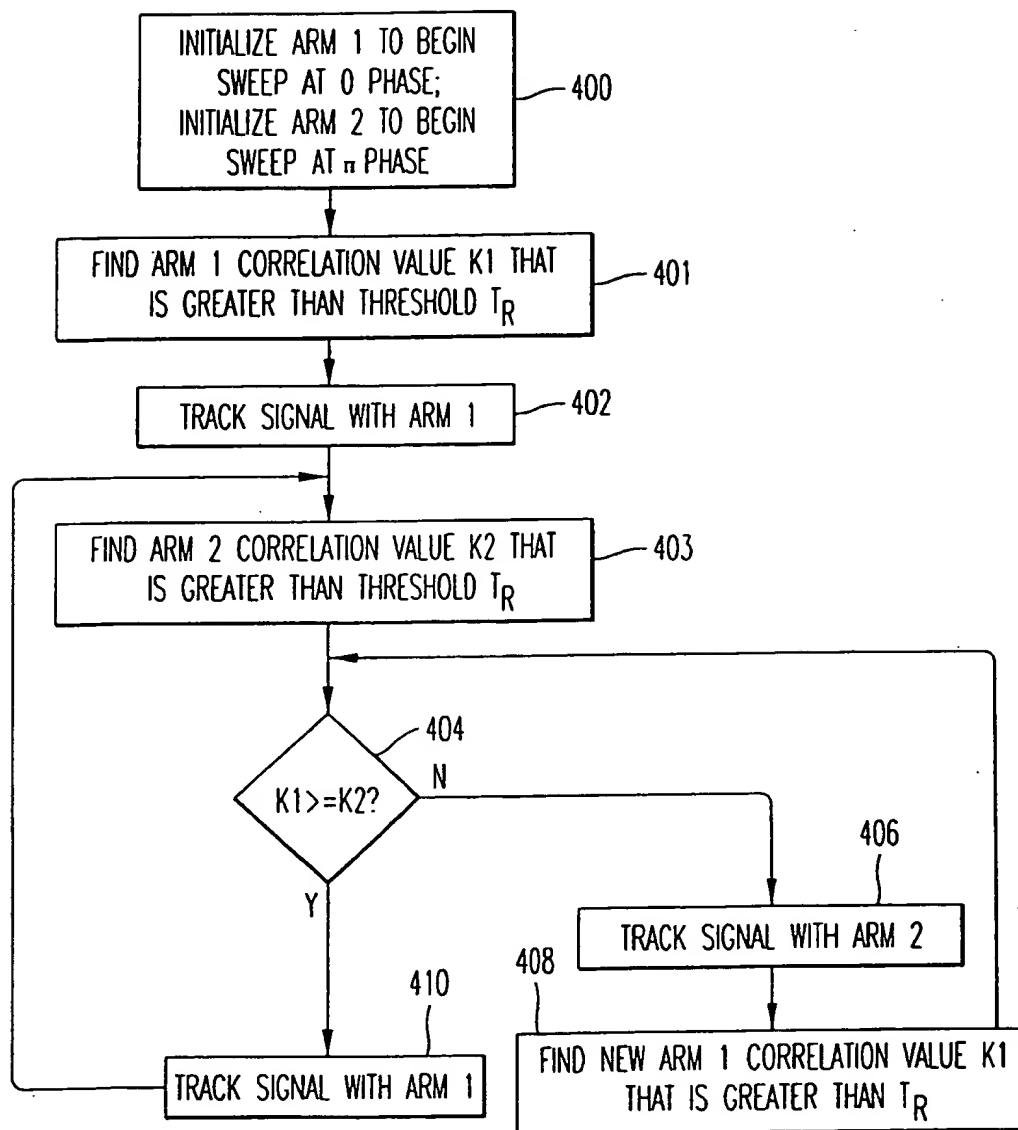 INITIALIZE ARM 1 TO BEGIN
SWEEP AT 0 PHASE;
INITIALIZE ARM 2 TO BEGIN
SWEEP AT π PHASE
400
FIND ARM 1 CORRELATION VALUE K1 THAT
IS GREATER THAN THRESHOLD TR
401
TRACK SIGNAL WITH ARM 1
402
FIND ARM 2 CORRELATION VALUE K2 THAT
IS GREATER THAN THRESHOLD TR
403
404
K1>=K2?
N
Y
406
TRACK SIGNAL WITH ARM 2
408
FIND NEW ARM 1 CORRELATION VALUE K1
THAT IS GREATER THAN TR
410
TRACK SIGNAL WITH ARM 1